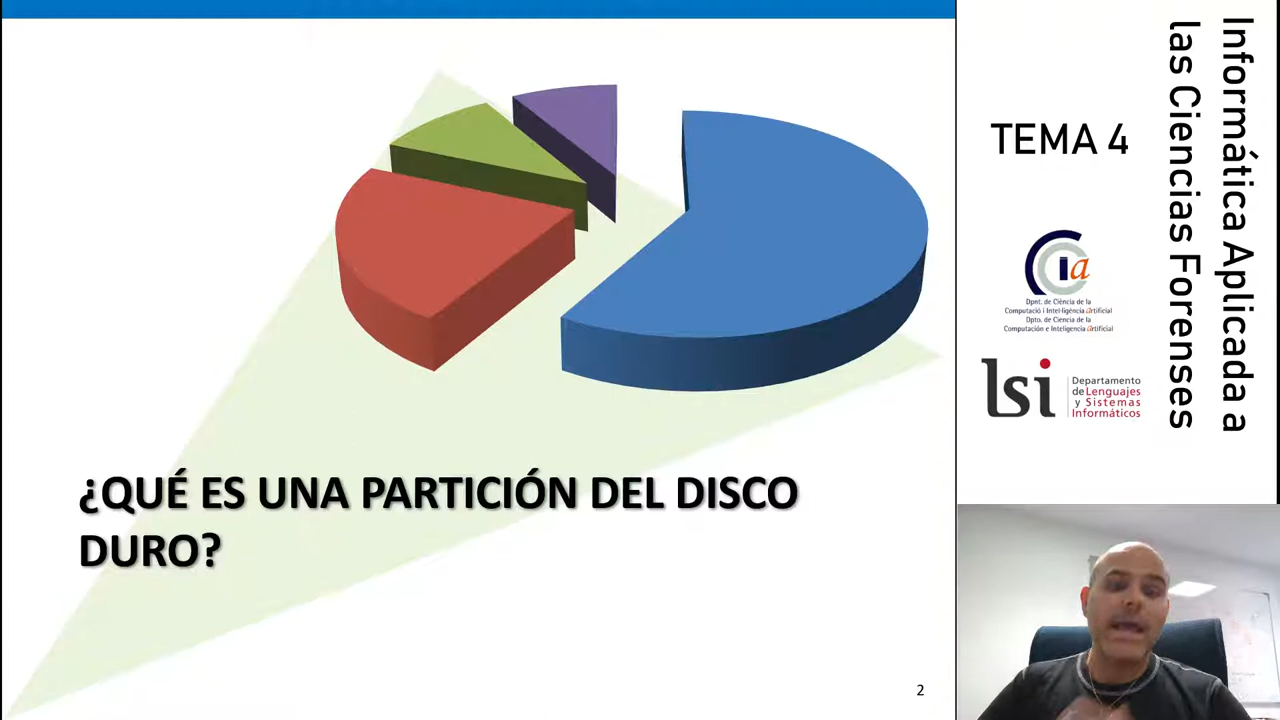 ¿QUÉ ES UNA PARTICIÓN DEL DISCO
DURO?
2
TEMA 4
Informática Aplicada a
las Ciencias Forenses
Cia
Dpnt. de Ciència de la
Computació i Intel·ligència artificial
Dpto. de Ciencia de la
Computación e Inteligencia artificial
lsi
Departamento
de Lenguajes
y Sistemas
Informáticos